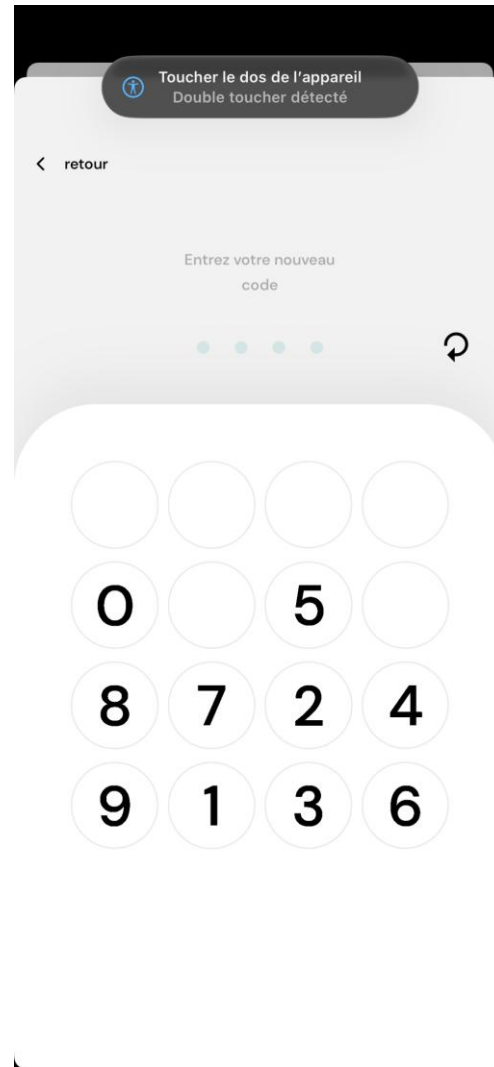 Toucher le dos de l’appareil
Double toucher détecté
retour
Entrez votre nouveau
code
0 5
8 7 2 4
9 1 3 6